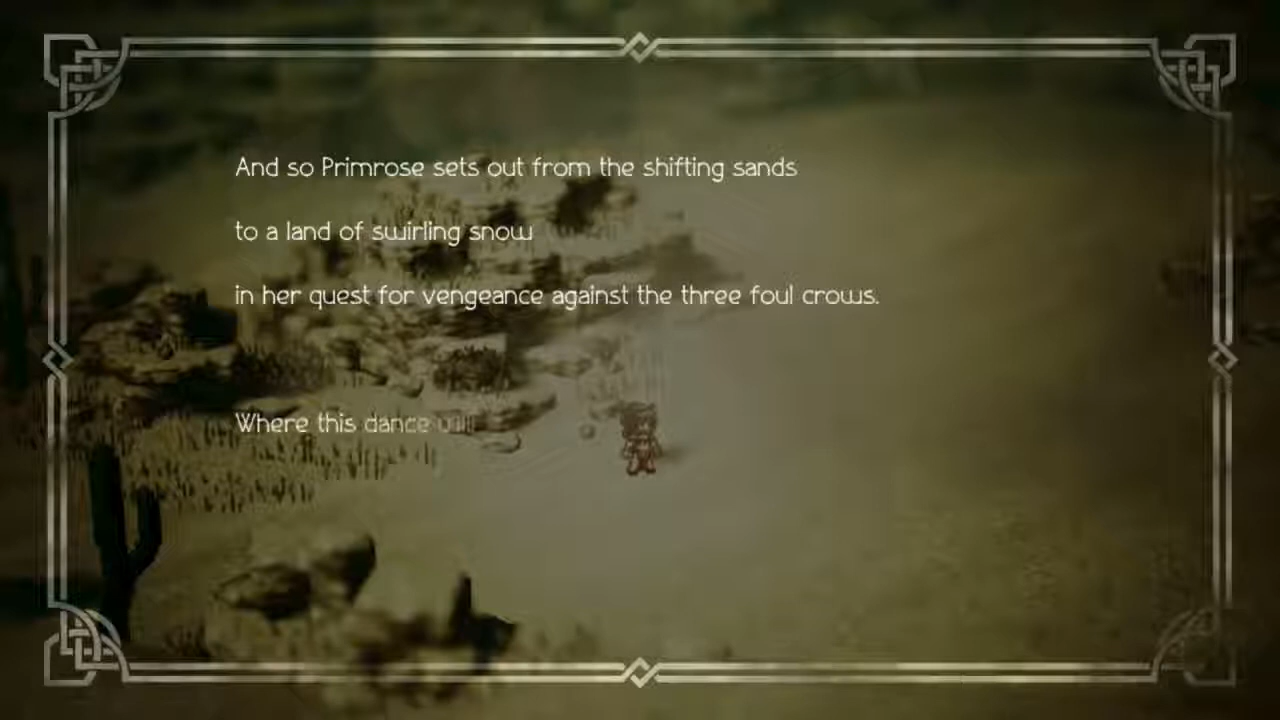 And so Primrose sets out from the shifting sands
to a land of swirling snow
in her quest for vengeance against the three foul crows.
Where this dance